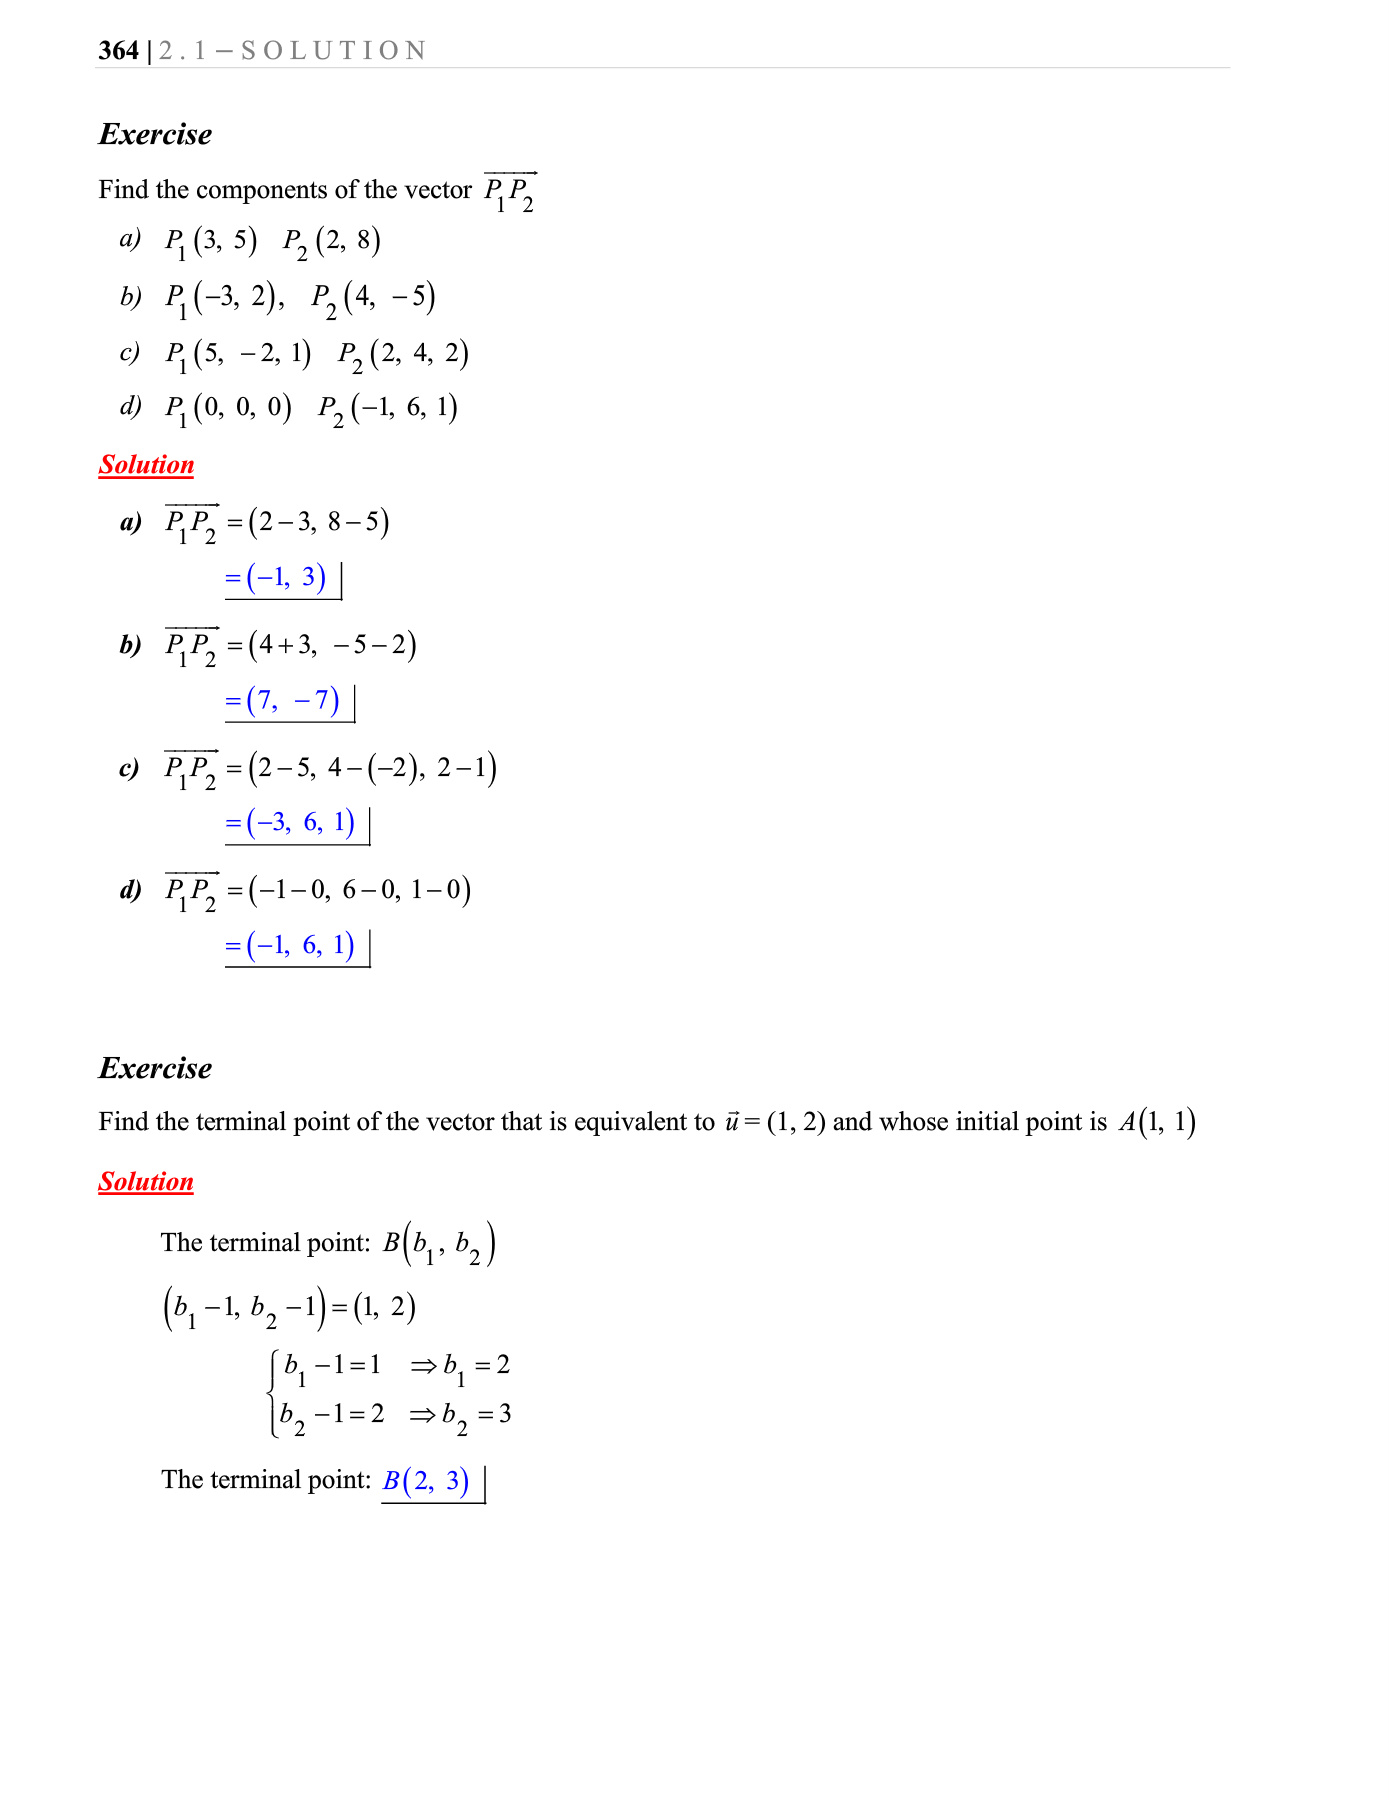 364 | 2 . 1 – S O L U T I O N
Exercise
Find the components of the vector $\overrightarrow{P_1P_2}$
a) $P_1(3, 5)$ $P_2(2, 8)$
b) $P_1(-3, 2),$ $P_2(4, -5)$
c) $P_1(5, -2, 1)$ $P_2(2, 4, 2)$
d) $P_1(0, 0, 0)$ $P_2(-1, 6, 1)$
Solution
a) $\overrightarrow{P_1P_2} = (2-3, 8-5)$
$= (-1, 3)$
b) $\overrightarrow{P_1P_2} = (4+3, -5-2)$
$= (7, -7)$
c) $\overrightarrow{P_1P_2} = (2-5, 4-(-2), 2-1)$
$= (-3, 6, 1)$
d) $\overrightarrow{P_1P_2} = (-1-0, 6-0, 1-0)$
$= (-1, 6, 1)$
Exercise
Find the terminal point of the vector that is equivalent to $\vec{u} = (1, 2)$ and whose initial point is $A(1, 1)$
Solution
The terminal point: $B(b_1, b_2)$
$(b_1-1, b_2-1) = (1, 2)$
$\begin{cases} b_1-1=1 & \Rightarrow b_1=2 \\ b_2-1=2 & \Rightarrow b_2=3 \end{cases}$
The terminal point: $B(2, 3)$